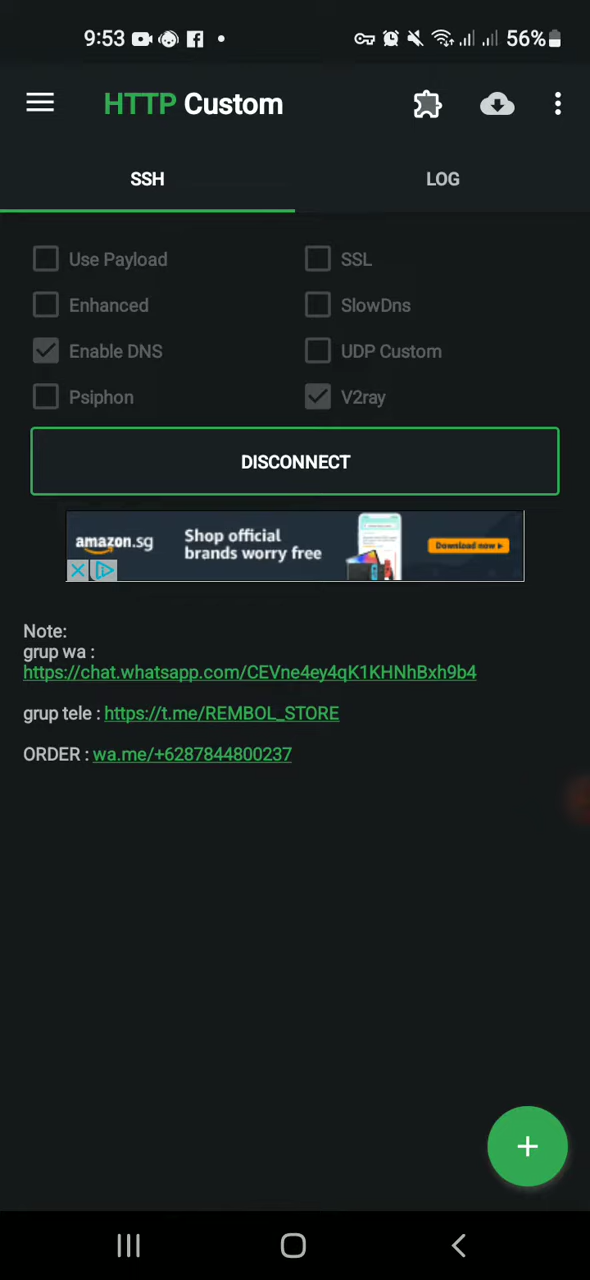 9:53 56%
HTTP Custom
SSH LOG
Use Payload SSL
Enhanced SlowDns
Enable DNS UDP Custom
Psiphon V2ray
DISCONNECT
amazon.sg Shop official brands worry free Download now
Note:
grup wa :
https://chat.whatsapp.com/CEVne4ey4qK1KHNhBxh9b4
grup tele : https://t.me/REMBOL_STORE
ORDER : wa.me/+6287844800237